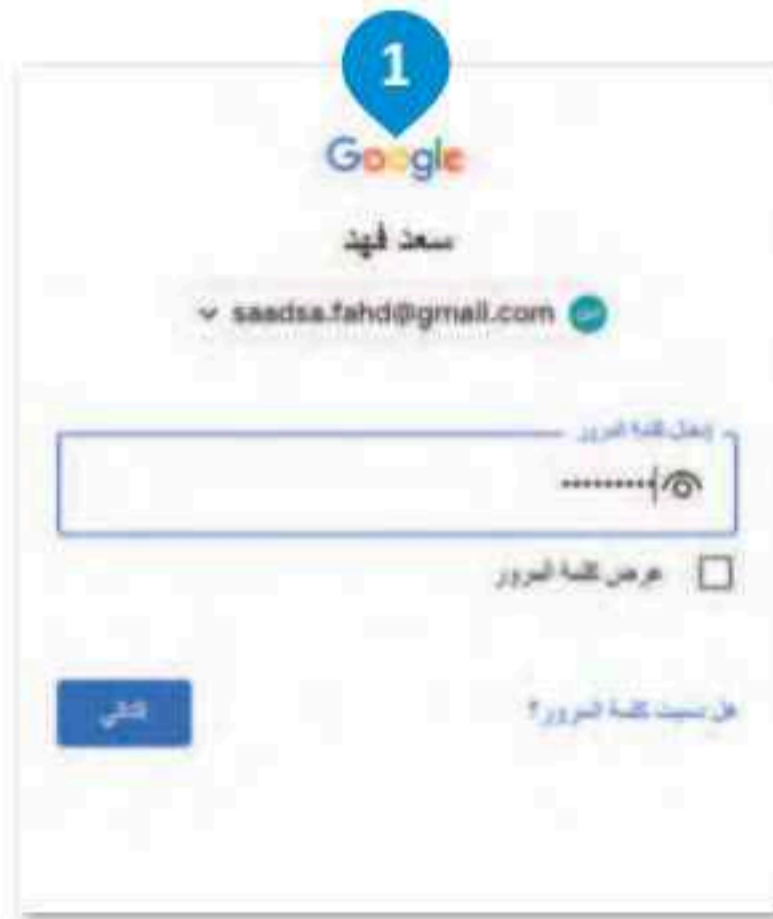 1
Google
سعد فهد
saadsa.fahd@gmail.com
إدخال كلمة المرور
عرض كلمة المرور
هل نسيت كلمة المرور؟
التالي